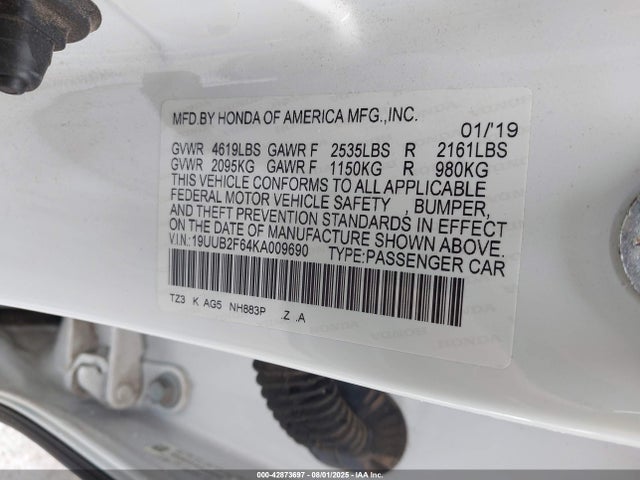 MFD.BY HONDA OF AMERICA MFG.,INC. 01/'19
GVWR 4619LBS GAWR F 2535LBS R 2161LBS
GVWR 2095KG GAWR F 1150KG R 980KG
THIS VEHICLE CONFORMS TO ALL APPLICABLE
FEDERAL MOTOR VEHICLE SAFETY , BUMPER,
AND THEFT PREVENTION STANDARDS IN EFFECT
ON THE DATE OF MANUFACTURE SHOWN ABOVE.
V.I.N.:19UUB2F64KA009690 TYPE:PASSENGER CAR
TZ3 K AG5 NH883P .Z .A
00-42873697 - 08/01/2025 - IAA Inc.